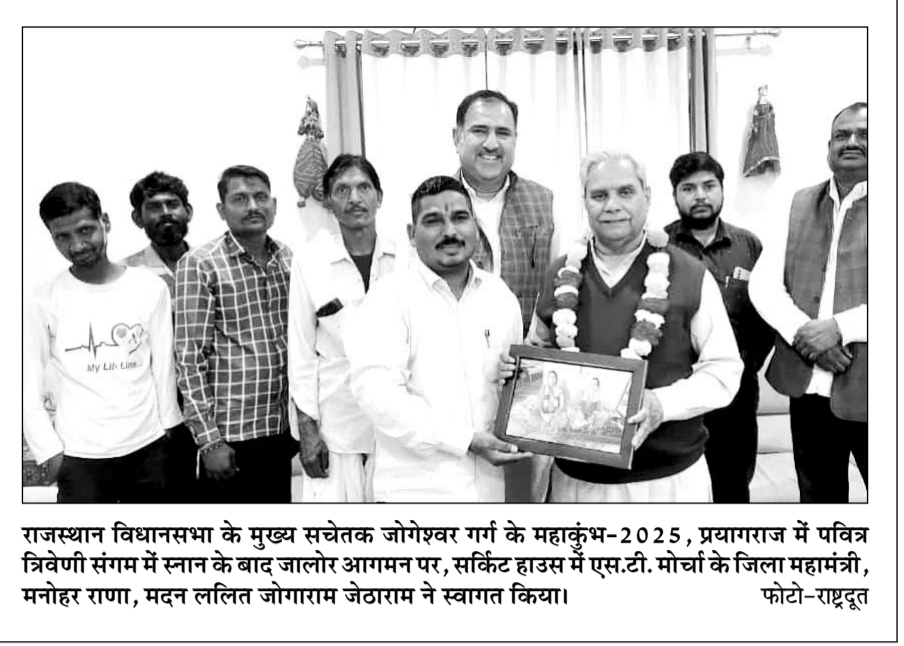 My Life Line...
राजस्थान विधानसभा के मुख्य सचेतक जोगेश्वर गर्ग के महाकुंभ-2025, प्रयागराज में पवित्र
त्रिवेणी संगम में स्नान के बाद जालोर आगमन पर, सर्किट हाउस में एस.टी. मोर्चा के जिला महामंत्री,
मनोहर राणा, मदन ललित जोगाराम जेठाराम ने स्वागत किया।
फोटो-राष्ट्रदूत